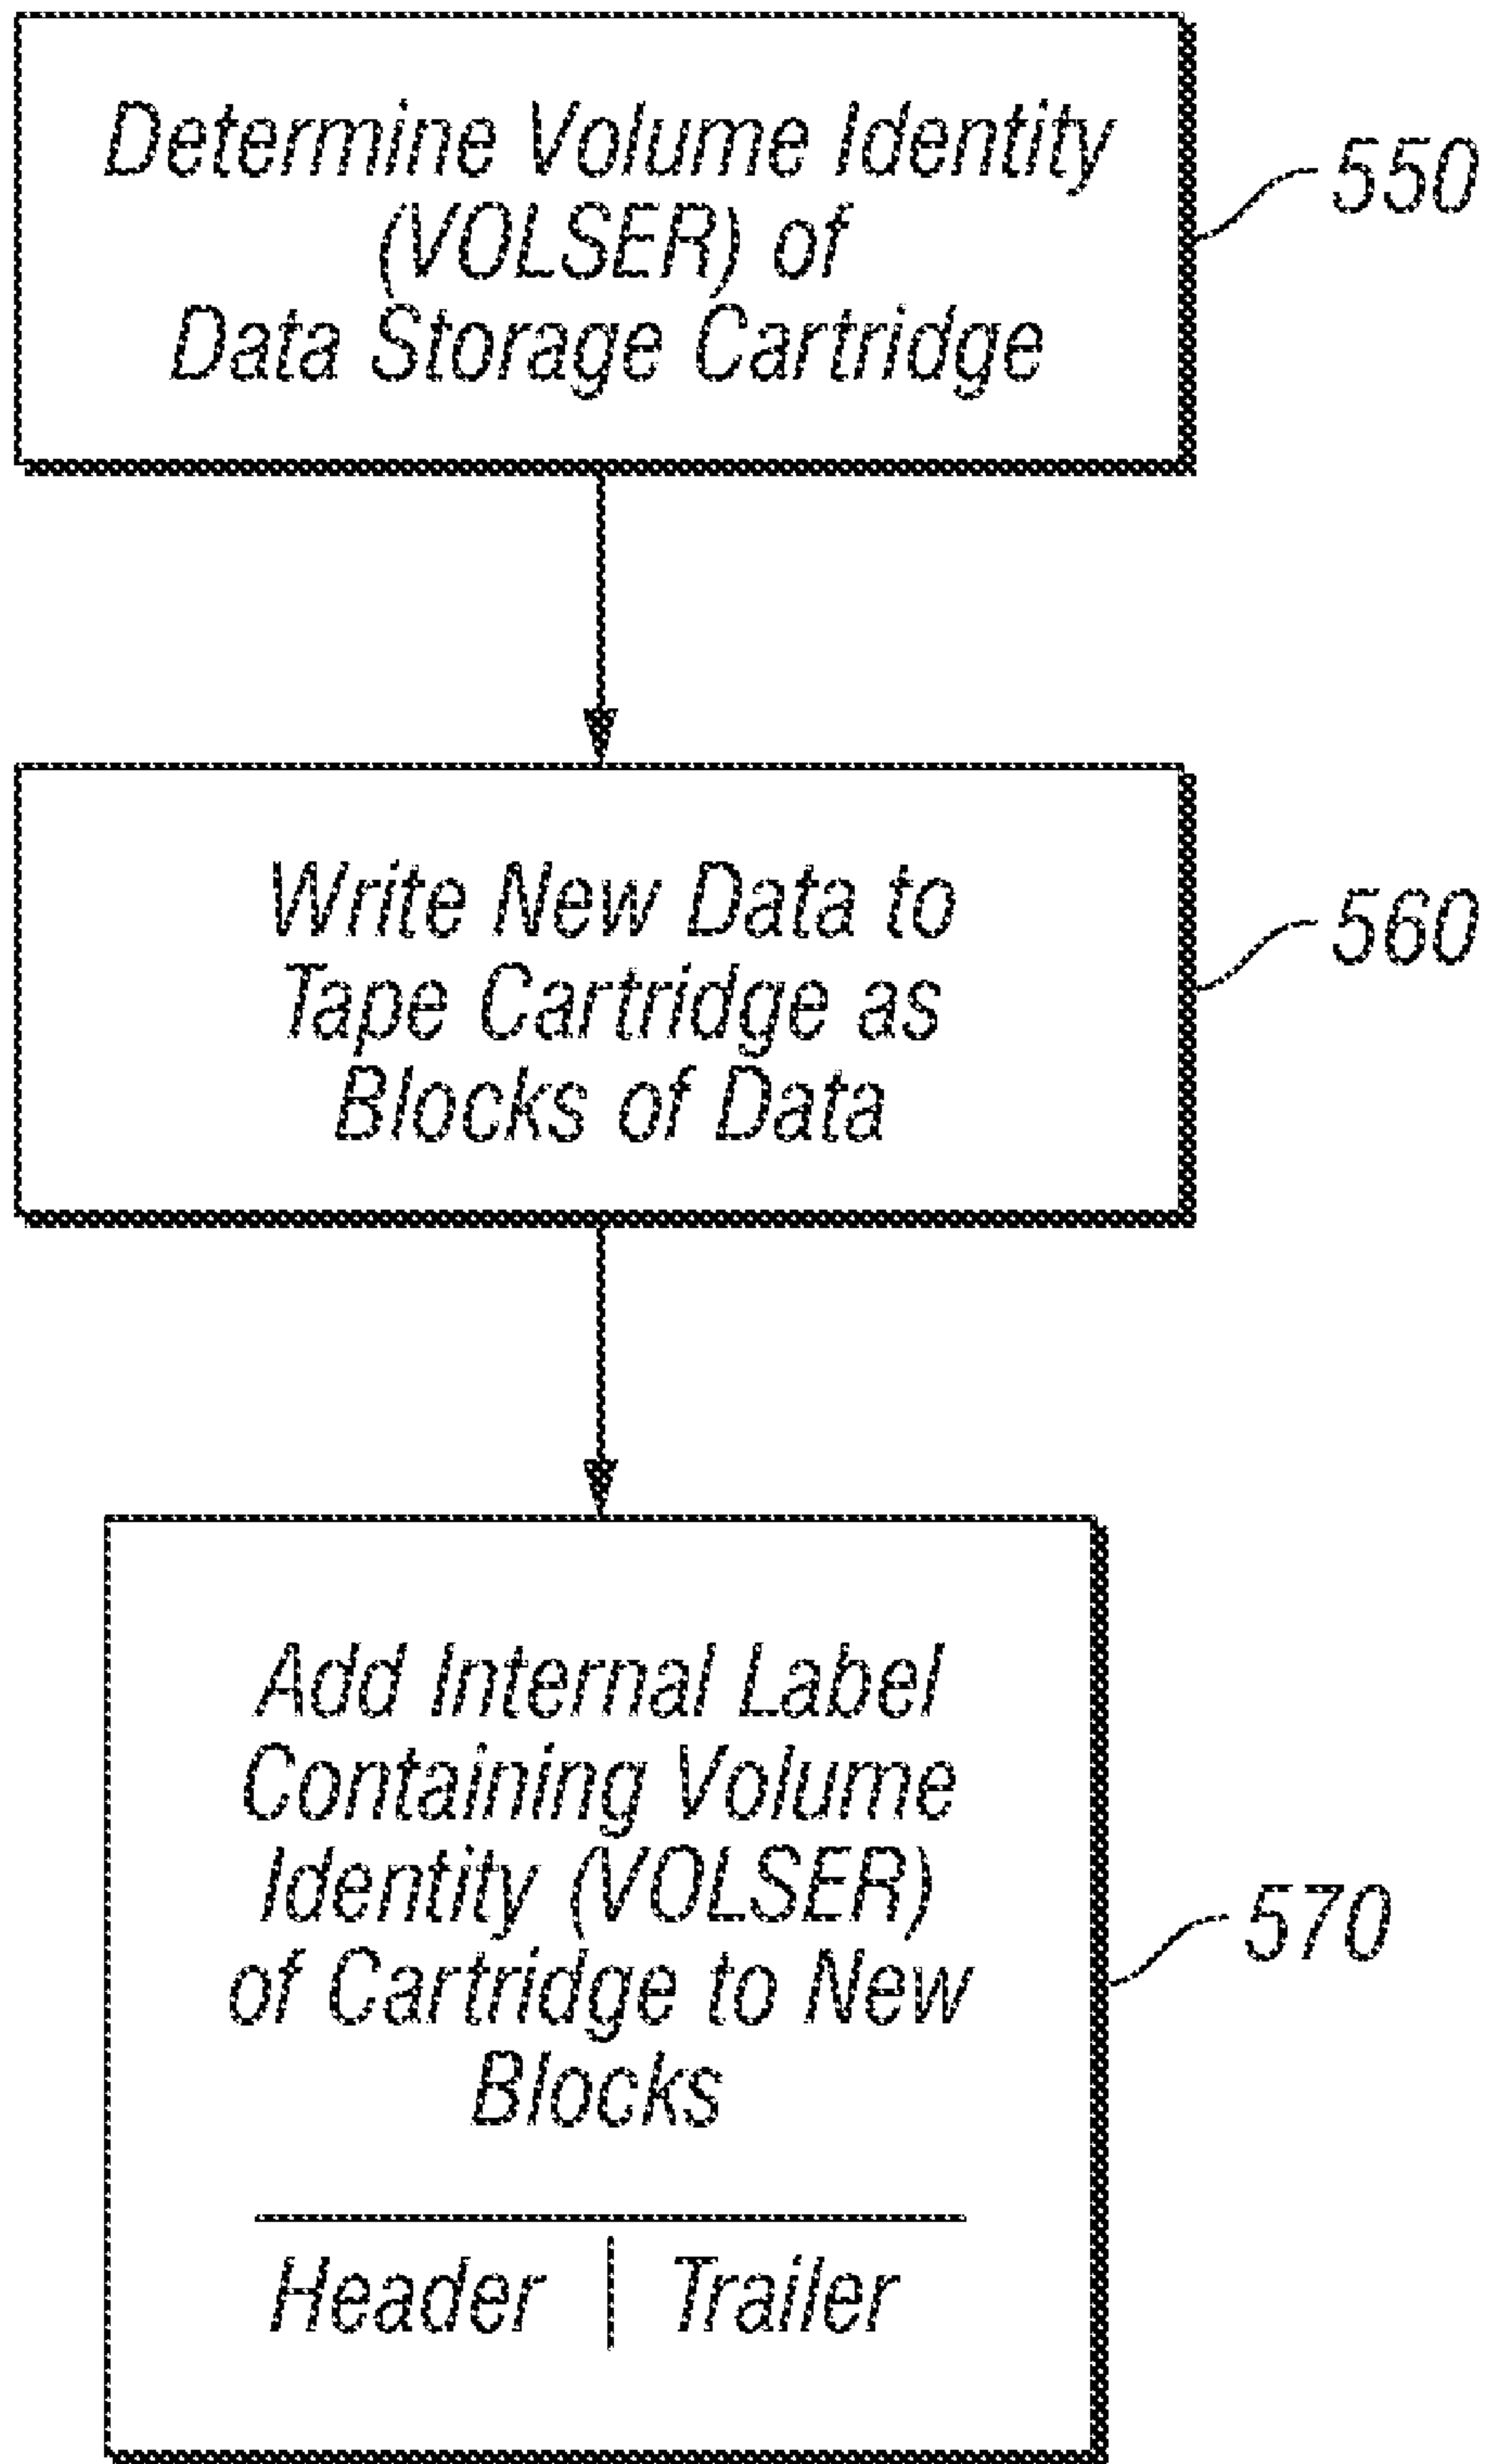 Determine Volume Identity
(VOLSER) of
Data Storage Cartridge
550
Write New Data to
Tape Cartridge as
Blocks of Data
560
Add Internal Label
Containing Volume
Identity (VOLSER)
of Cartridge to New
Blocks
Header | Trailer
570